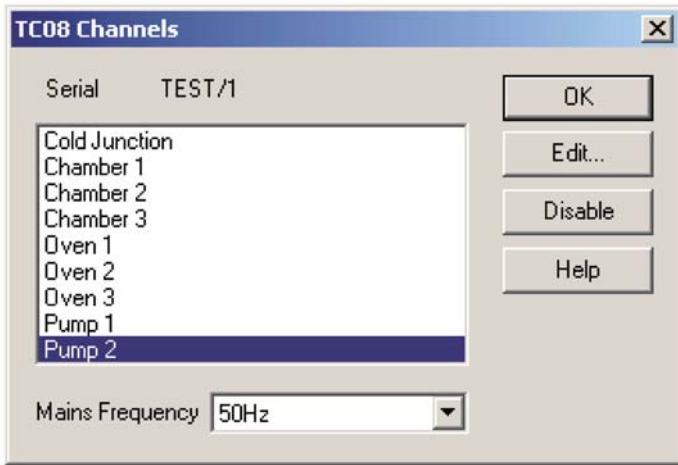 TC08 Channels
Serial TEST/1
Cold Junction
Chamber 1
Chamber 2
Chamber 3
Oven 1
Oven 2
Oven 3
Pump 1
Pump 2
OK
Edit...
Disable
Help
Mains Frequency 50Hz